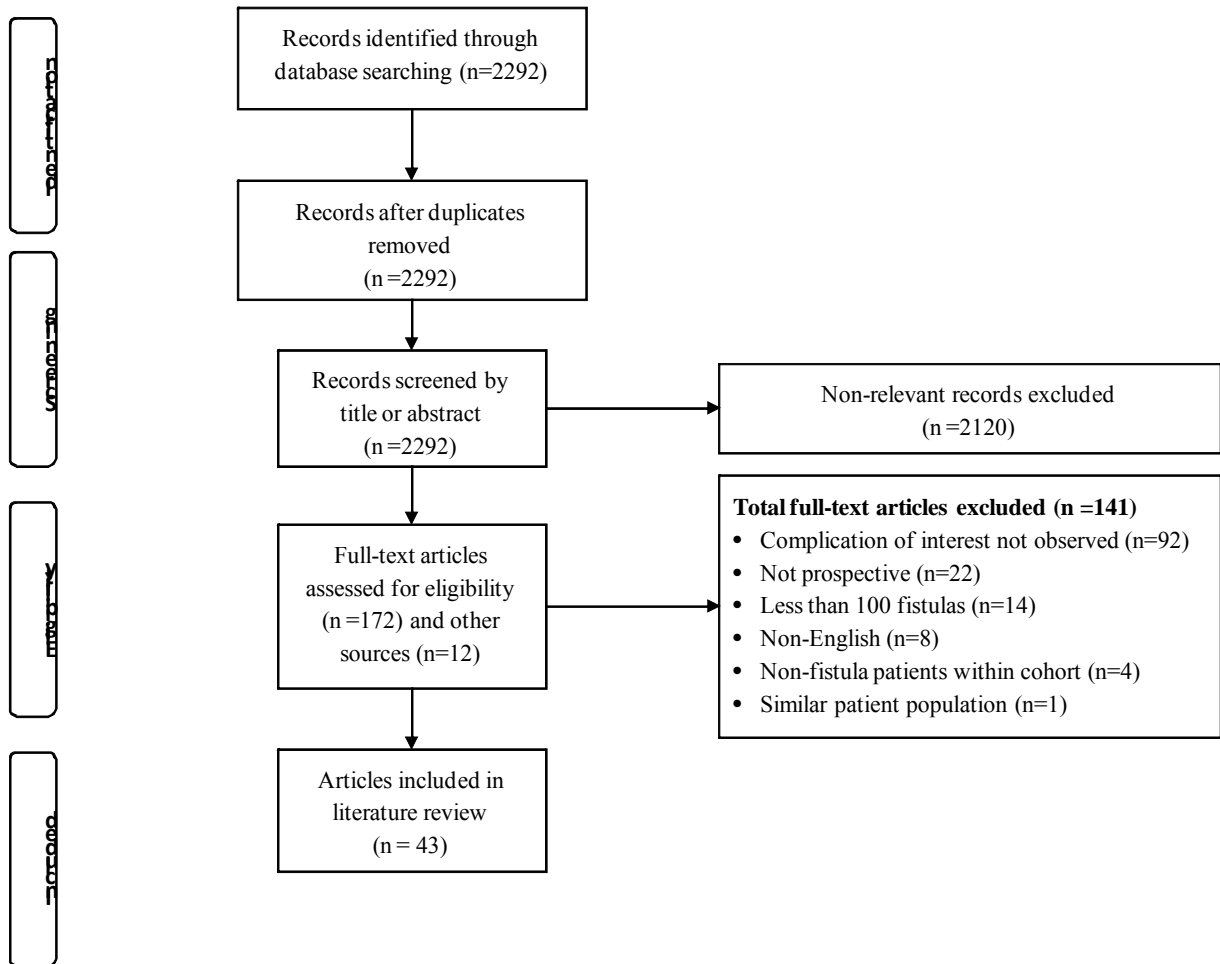 Records identified through
database searching (n=2292)
Records after duplicates
removed
(n =2292)
Records screened by
title or abstract
(n =2292)
Non-relevant records excluded
(n =2120)
Full-text articles
assessed for eligibility
(n =172) and other
sources (n=12)
Total full-text articles excluded (n =141)
• Complication of interest not observed (n=92)
• Not prospective (n=22)
• Less than 100 fistulas (n=14)
• Non-English (n=8)
• Non-fistula patients within cohort (n=4)
• Similar patient population (n=1)
Articles included in
literature review
(n = 43)